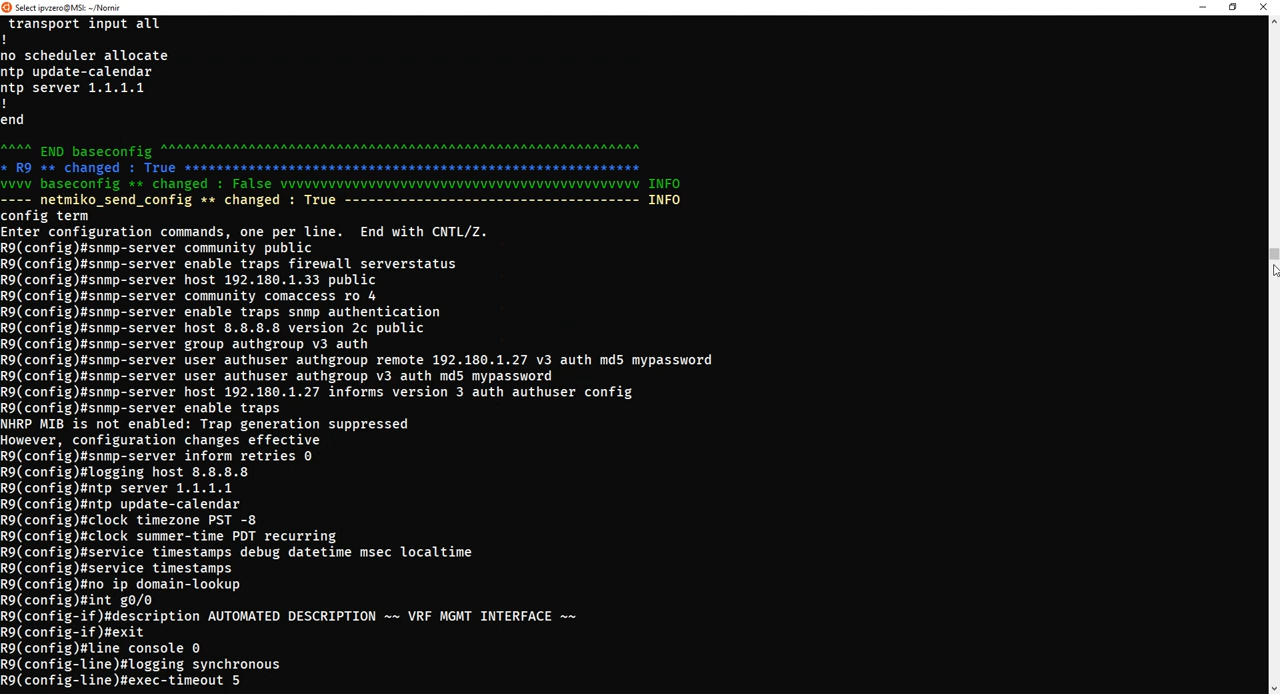 Select ipvzero@MSI: ~/Nornir
transport input all
!
no scheduler allocate
ntp update-calendar
ntp server 1.1.1.1
!
end
^^^^ END baseconfig ^^^^^^^^^^^^^^^^^^^^^^^^^^^^^^^^^^^^^^^^^^^^^^^^^^^^^^^^^^^^
* R9 ** changed : True *********************************************************
vvvv baseconfig ** changed : False vvvvvvvvvvvvvvvvvvvvvvvvvvvvvvvvvvvvvvvvvvvvv INFO
---- netmiko_send_config ** changed : True ------------------------------------- INFO
config term
Enter configuration commands, one per line.  End with CNTL/Z.
R9(config)#snmp-server community public
R9(config)#snmp-server enable traps firewall serverstatus
R9(config)#snmp-server host 192.180.1.33 public
R9(config)#snmp-server community comaccess ro 4
R9(config)#snmp-server enable traps snmp authentication
R9(config)#snmp-server host 8.8.8.8 version 2c public
R9(config)#snmp-server group authgroup v3 auth
R9(config)#snmp-server user authuser authgroup remote 192.180.1.27 v3 auth md5 mypassword
R9(config)#snmp-server user authuser authgroup v3 auth md5 mypassword
R9(config)#snmp-server host 192.180.1.27 informs version 3 auth authuser config
R9(config)#snmp-server enable traps
NHRP MIB is not enabled: Trap generation suppressed
However, configuration changes effective
R9(config)#snmp-server inform retries 0
R9(config)#logging host 8.8.8.8
R9(config)#ntp server 1.1.1.1
R9(config)#ntp update-calendar
R9(config)#clock timezone PST -8
R9(config)#clock summer-time PDT recurring
R9(config)#service timestamps debug datetime msec localtime
R9(config)#service timestamps
R9(config)#no ip domain-lookup
R9(config)#int g0/0
R9(config-if)#description AUTOMATED DESCRIPTION ~~ VRF MGMT INTERFACE ~~
R9(config-if)#exit
R9(config)#line console 0
R9(config-line)#logging synchronous
R9(config-line)#exec-timeout 5